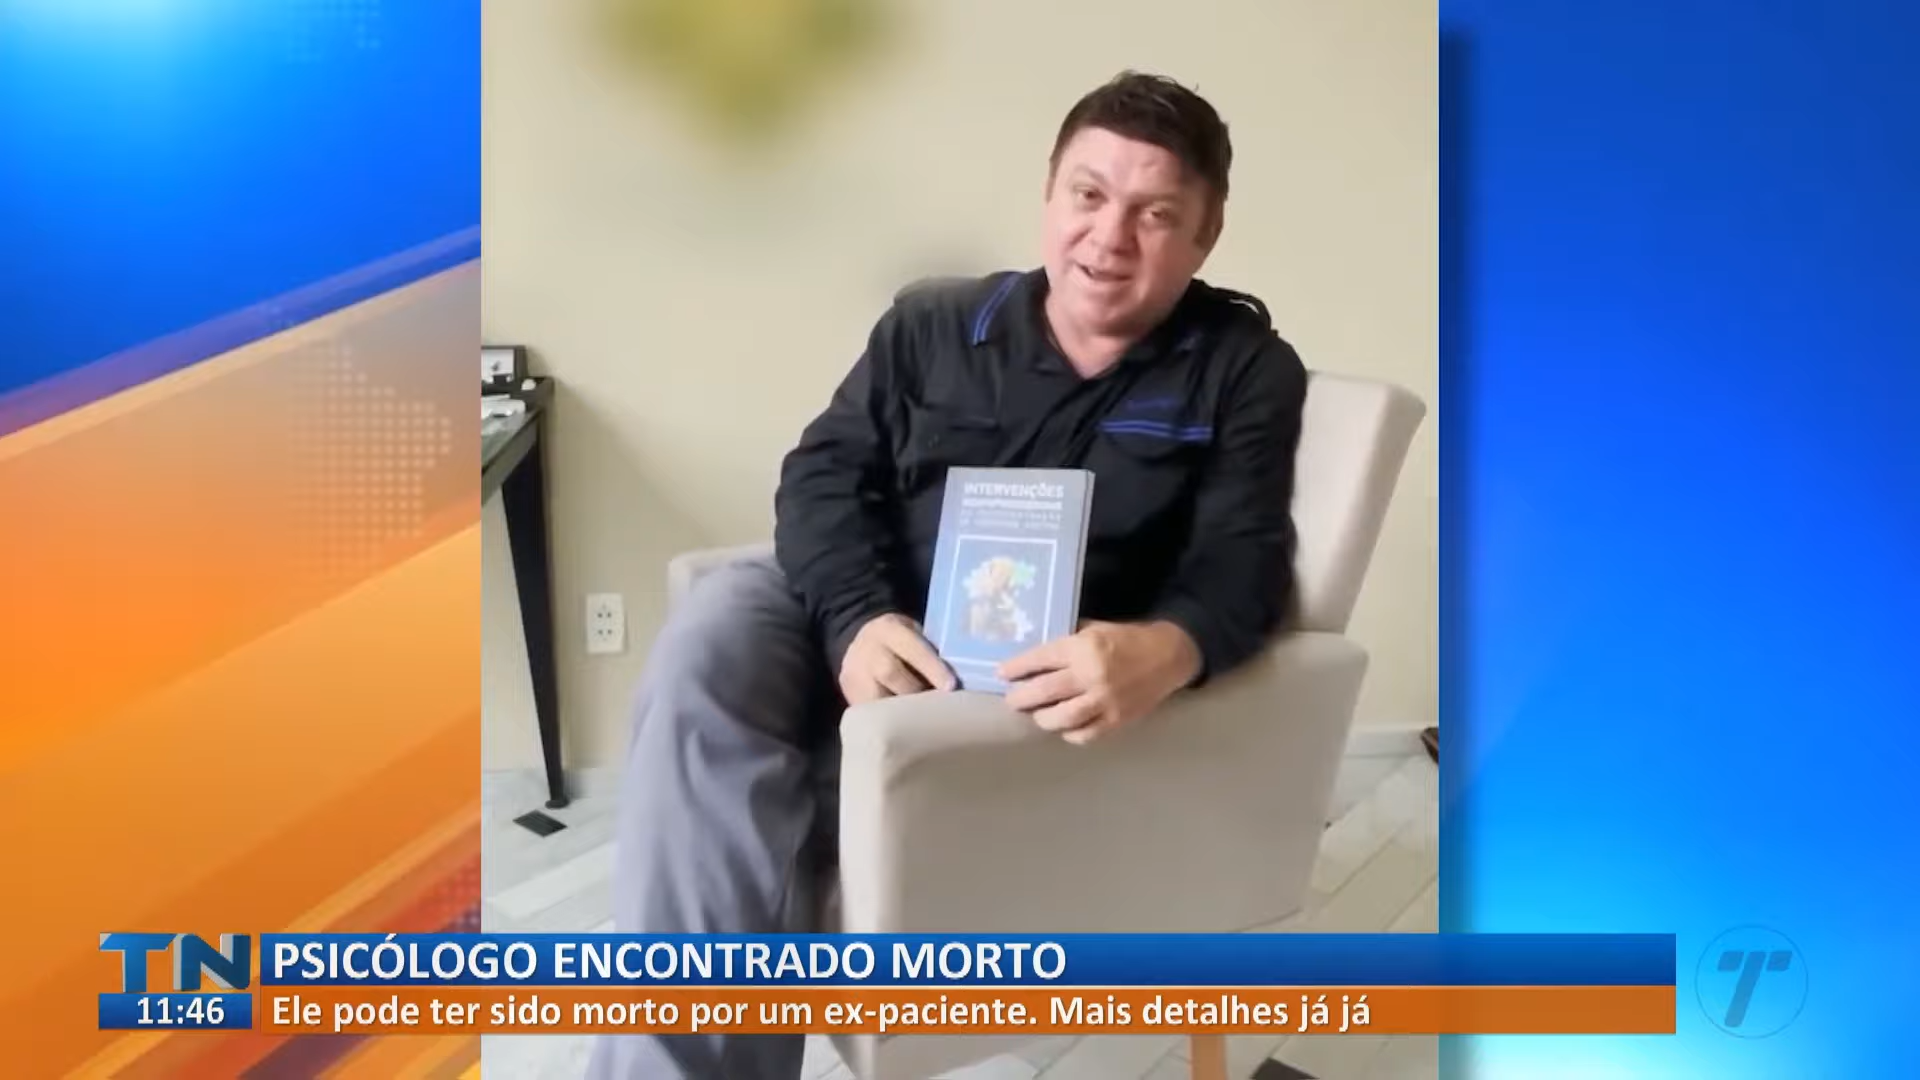 INTERVENÇÕES
TN
PSICÓLOGO ENCONTRADO MORTO
11:46
Ele pode ter sido morto por um ex-paciente. Mais detalhes já já
T